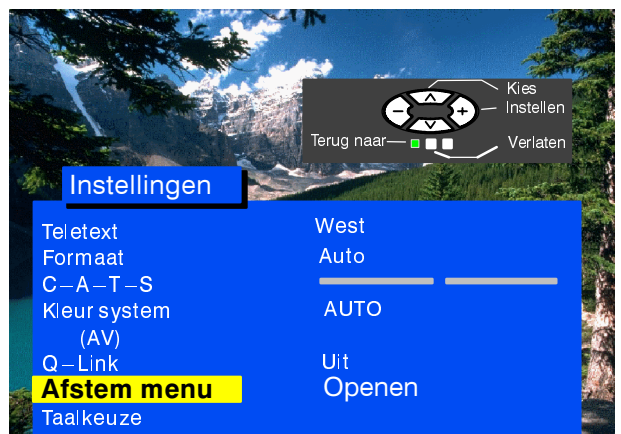 Kies
Instellen
Terug naar
Verlaten
Instellingen
Teletext West
Formaat Auto
C–A–T–S
Kleur system AUTO
(AV)
Q–Link Uit
Afstem menu Openen
Taalkeuze